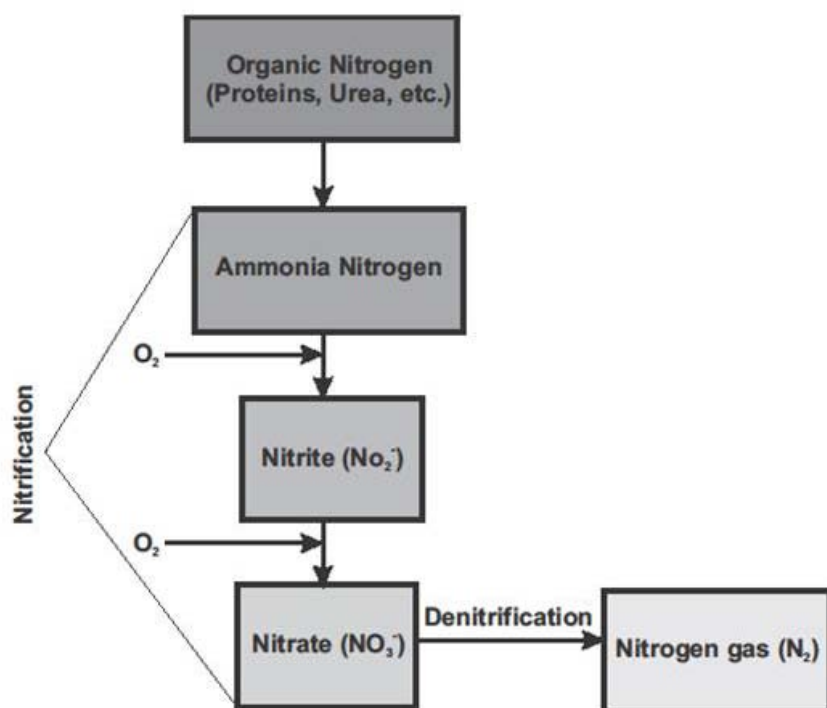 Organic Nitrogen
(Proteins, Urea, etc.)
Ammonia Nitrogen
O₂
Nitrification
Nitrite (No₂⁻)
O₂
Nitrate (NO₃⁻)
Denitrification
Nitrogen gas (N₂)